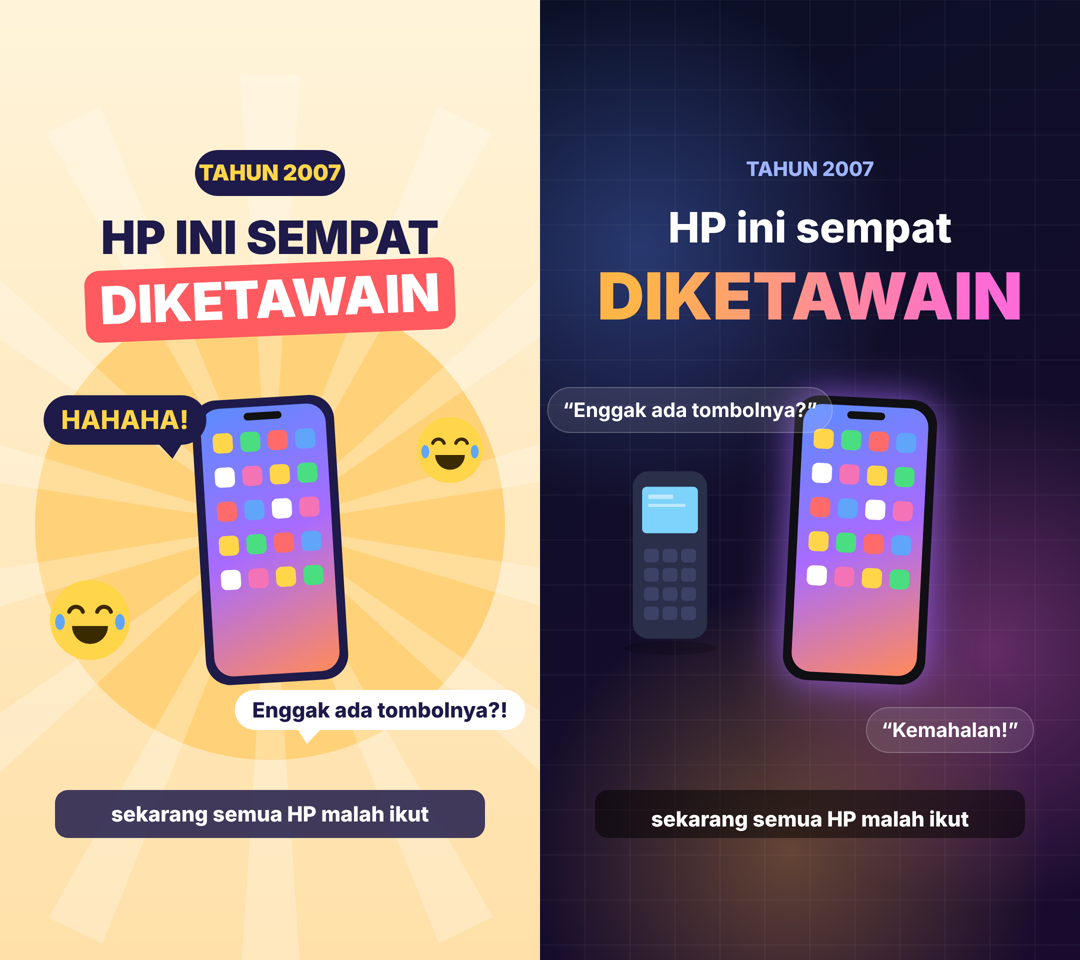 TAHUN 2007
HP INI SEMPAT
DIKETAWAIN
HAHAHA!
Enggak ada tombolnya?!
sekarang semua HP malah ikut
TAHUN 2007
HP ini sempat
DIKETAWAIN
“Enggak ada tombolnya?”
“Kemahalan!”
sekarang semua HP malah ikut